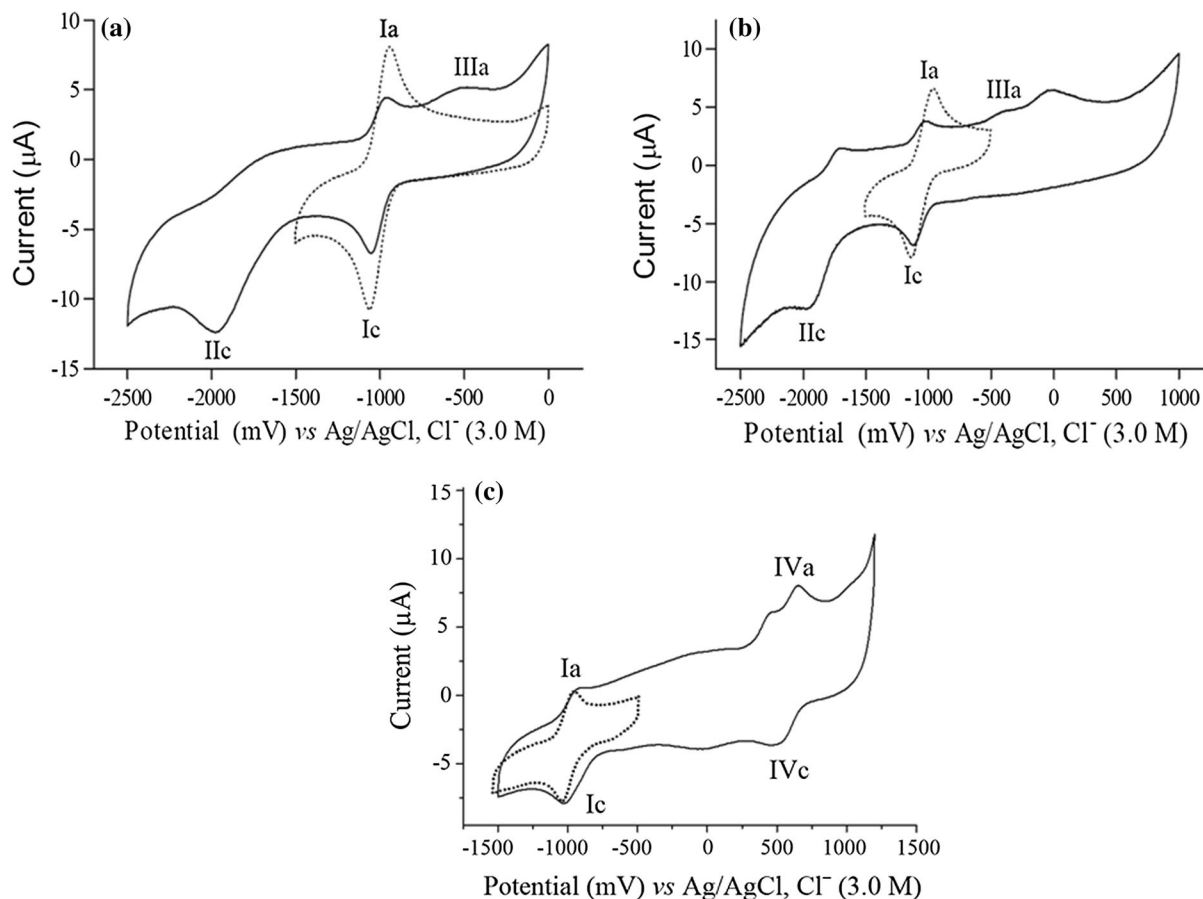 (a)
10
5
0
-5
-10
-15
Current (μA)
Ia
IIIa
Ic
IIc
-2500 -2000 -1500 -1000 -500 0
Potential (mV) vs Ag/AgCl, Cl⁻ (3.0 M)
(b)
10
5
0
-5
-10
-15
Current (μA)
Ia
IIIa
Ic
IIc
-2500 -2000 -1500 -1000 -500 0 500 1000
Potential (mV) vs Ag/AgCl, Cl⁻ (3.0 M)
(c)
15
10
5
0
-5
Current (μA)
IVa
Ia
IVc
Ic
-1500 -1000 -500 0 500 1000 1500
Potential (mV) vs Ag/AgCl, Cl⁻ (3.0 M)